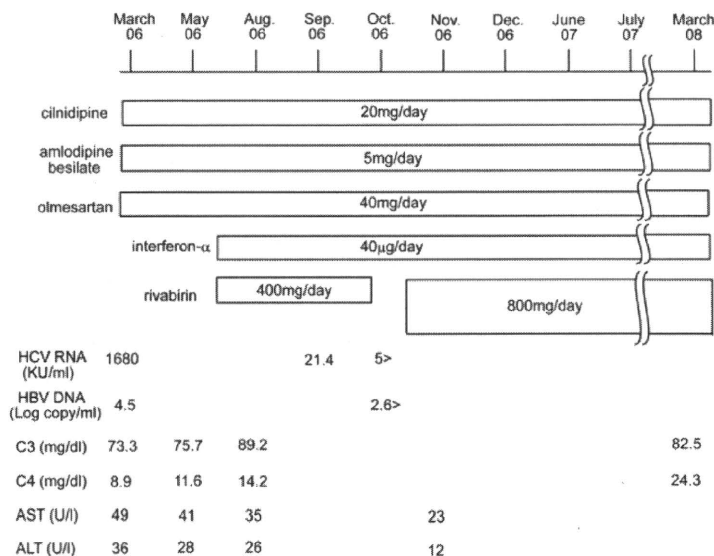 March May Aug. Sep. Oct. Nov. Dec. June July March
06 06 06 06 06 06 06 07 07 08
cilnidipine 20mg/day
amlodipine
besilate 5mg/day
olmesartan 40mg/day
interferon-α 40μg/day
rivabirin 400mg/day 800mg/day
HCV RNA 1680 21.4 5>
(KU/ml)
HBV DNA 4.5 2.6>
(Log copy/ml)
C3 (mg/dl) 73.3 75.7 89.2 82.5
C4 (mg/dl) 8.9 11.6 14.2 24.3
AST (U/l) 49 41 35 23
ALT (U/l) 36 28 26 12